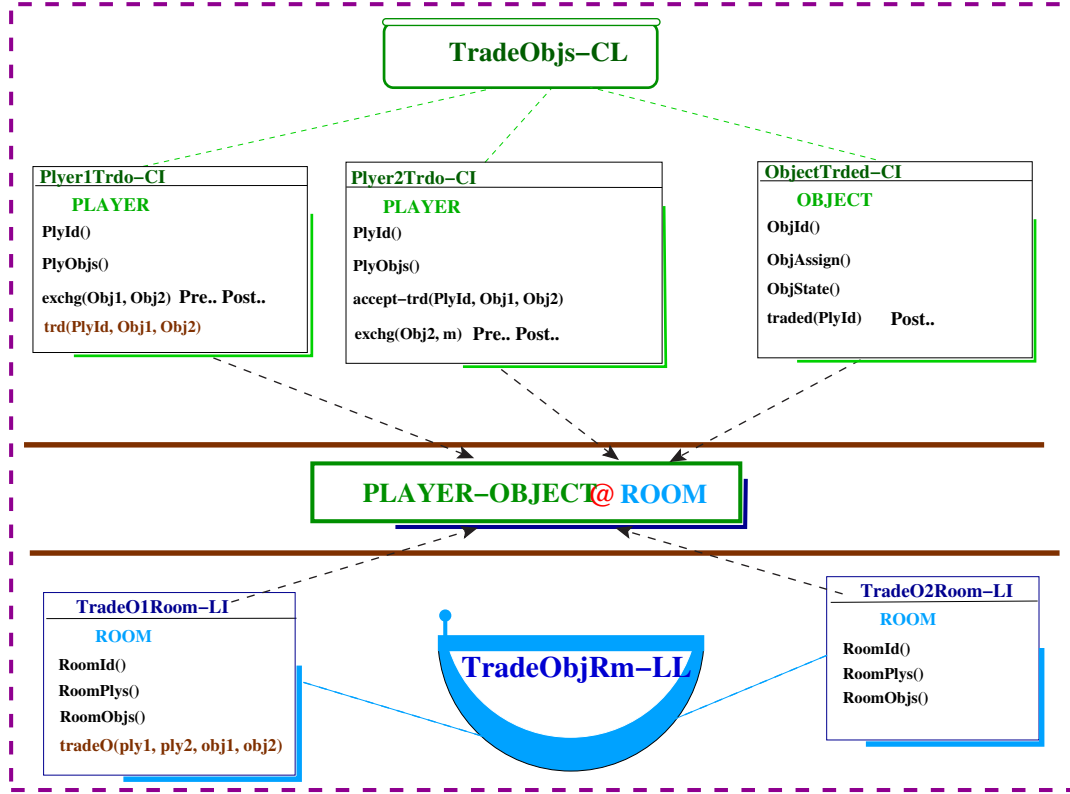 TradeObjs−CL
Plyer1Trdo−CI
PLAYER
PlyId()
PlyObjs()
exchg(Obj1, Obj2) Pre.. Post..
trd(PlyId, Obj1, Obj2)
Plyer2Trdo−CI
PLAYER
PlyId()
PlyObjs()
accept−trd(PlyId, Obj1, Obj2)
exchg(Obj2, m) Pre.. Post..
ObjectTrded−CI
OBJECT
ObjId()
ObjAssign()
ObjState()
traded(PlyId) Post..
PLAYER−OBJECT@ ROOM
TradeO1Room−LI
ROOM
RoomId()
RoomPlys()
RoomObjs()
tradeO(ply1, ply2, obj1, obj2)
TradeObjRm−LL
TradeO2Room−LI
ROOM
RoomId()
RoomPlys()
RoomObjs()